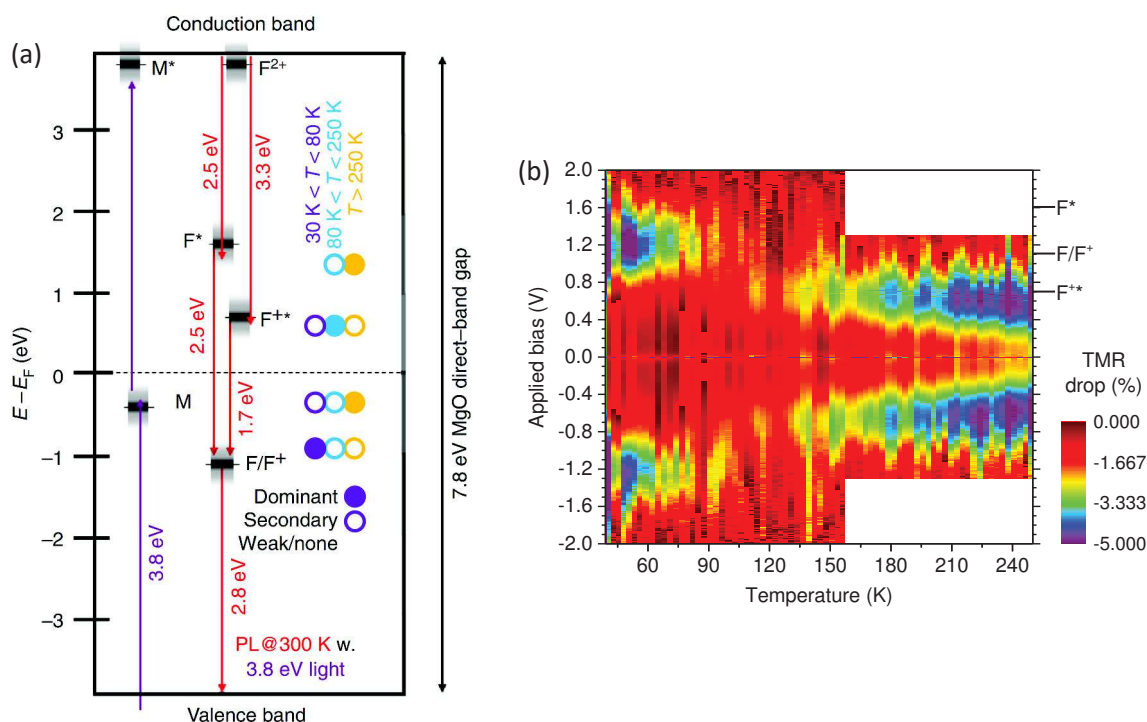 (a)
Conduction band
M*
F2+
3
2
1
0
−1
−2
−3
E – EF (eV)
2.5 eV
3.3 eV
30 K < T < 80 K
80 K < T < 250 K
T > 250 K
F*
F+*
2.5 eV
1.7 eV
M
F/F+
Dominant
Secondary
Weak/none
3.8 eV
2.8 eV
PL@300 K w.
3.8 eV light
Valence band
7.8 eV MgO direct–band gap
(b)
2.0
1.6
1.2
0.8
0.4
0.0
-0.4
-0.8
-1.2
-1.6
-2.0
Applied bias (V)
F*
F/F+
F+*
60 90 120 150 180 210 240
Temperature (K)
TMR
drop (%)
0.000
-1.667
-3.333
-5.000